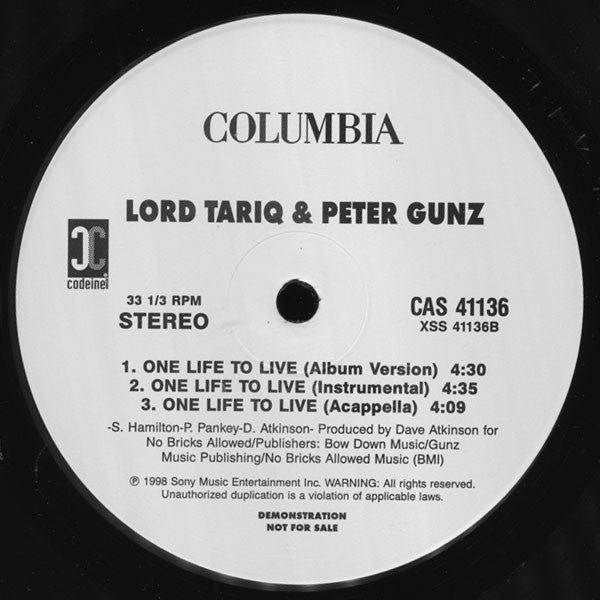 COLUMBIA
LORD TARIQ & PETER GUNZ
codeine
33 1/3 RPM
STEREO
CAS 41136
XSS 41136B
1. ONE LIFE TO LIVE (Album Version) 4:30
2. ONE LIFE TO LIVE (Instrumental) 4:35
3. ONE LIFE TO LIVE (Acappella) 4:09
-S. Hamilton-P. Pankey-D. Atkinson- Produced by Dave Atkinson for
No Bricks Allowed/Publishers: Bow Down Music/Gunz
Music Publishing/No Bricks Allowed Music (BMI)
℗ 1998 Sony Music Entertainment Inc. WARNING: All rights reserved.
Unauthorized duplication is a violation of applicable laws.
DEMONSTRATION
NOT FOR SALE